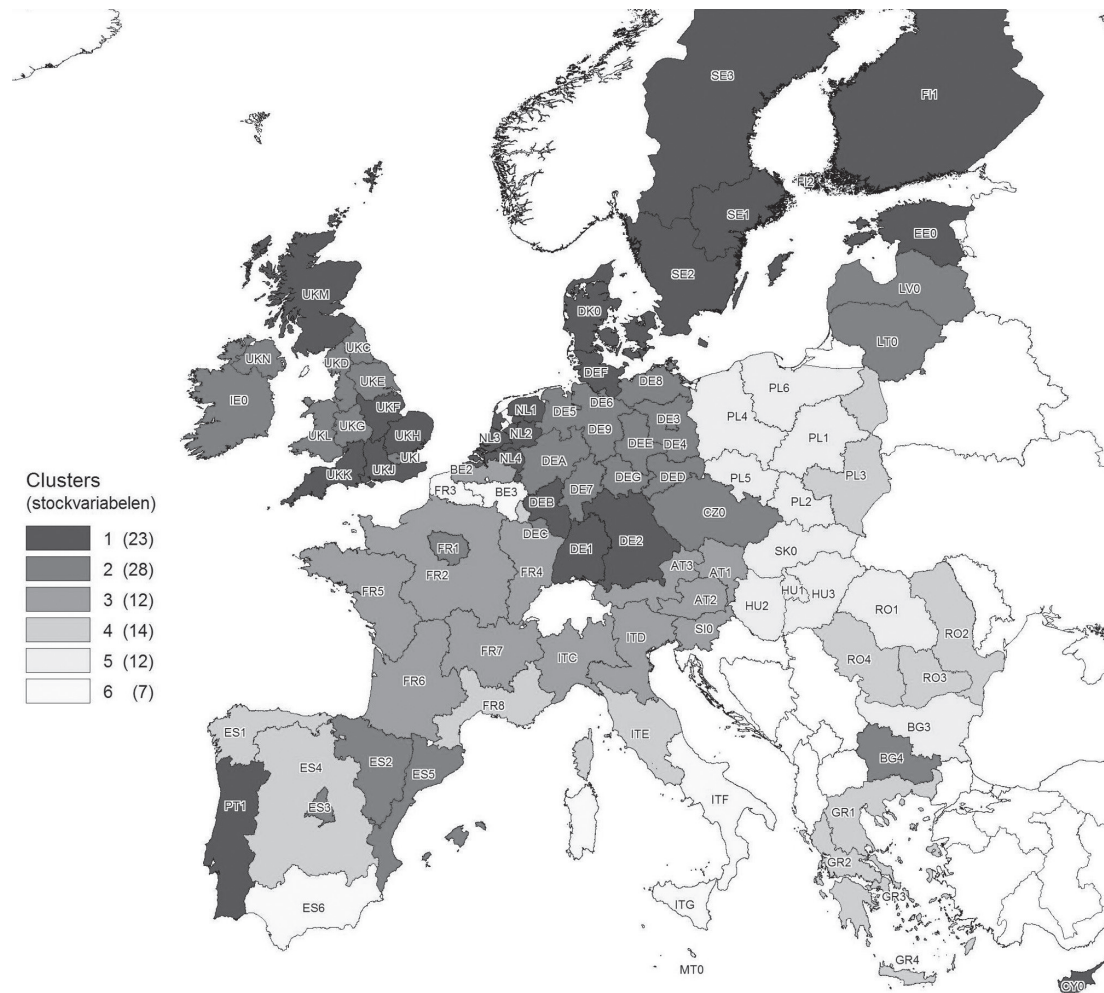 SE3
FI1
FI2
SE1
EE0
SE2
UKM
LV0
DK0
LT0
UKC
UKD
UKN
DEF
UKE
DE8
PL6
IE0
UKF
NL1
DE5
DE6
DE3
PL4
UKG
UKL
UKH
NL3
NL2
DE9
PL1
DEE
DE4
UKI
NL4
DEA
UKK
UKJ
BE2
PL3
DEG
DED
PL5
Clusters
(stockvariabelen)
FR3
BE3
DE7
DEB
PL2
CZ0
1 (23)
2 (28)
3 (12)
4 (14)
5 (12)
6 (7)
FR1
DEC
DE1
DE2
SK0
FR2
FR4
AT3
AT1
FR5
HU1
HU2
HU3
AT2
RO1
SI0
RO2
ITD
FR7
ITC
RO4
FR6
RO3
FR8
BG3
ES1
ITE
BG4
ES4
ES2
ES5
PT1
ES3
ITF
GR1
GR2
GR3
ES6
ITG
GR4
MT0
CY0